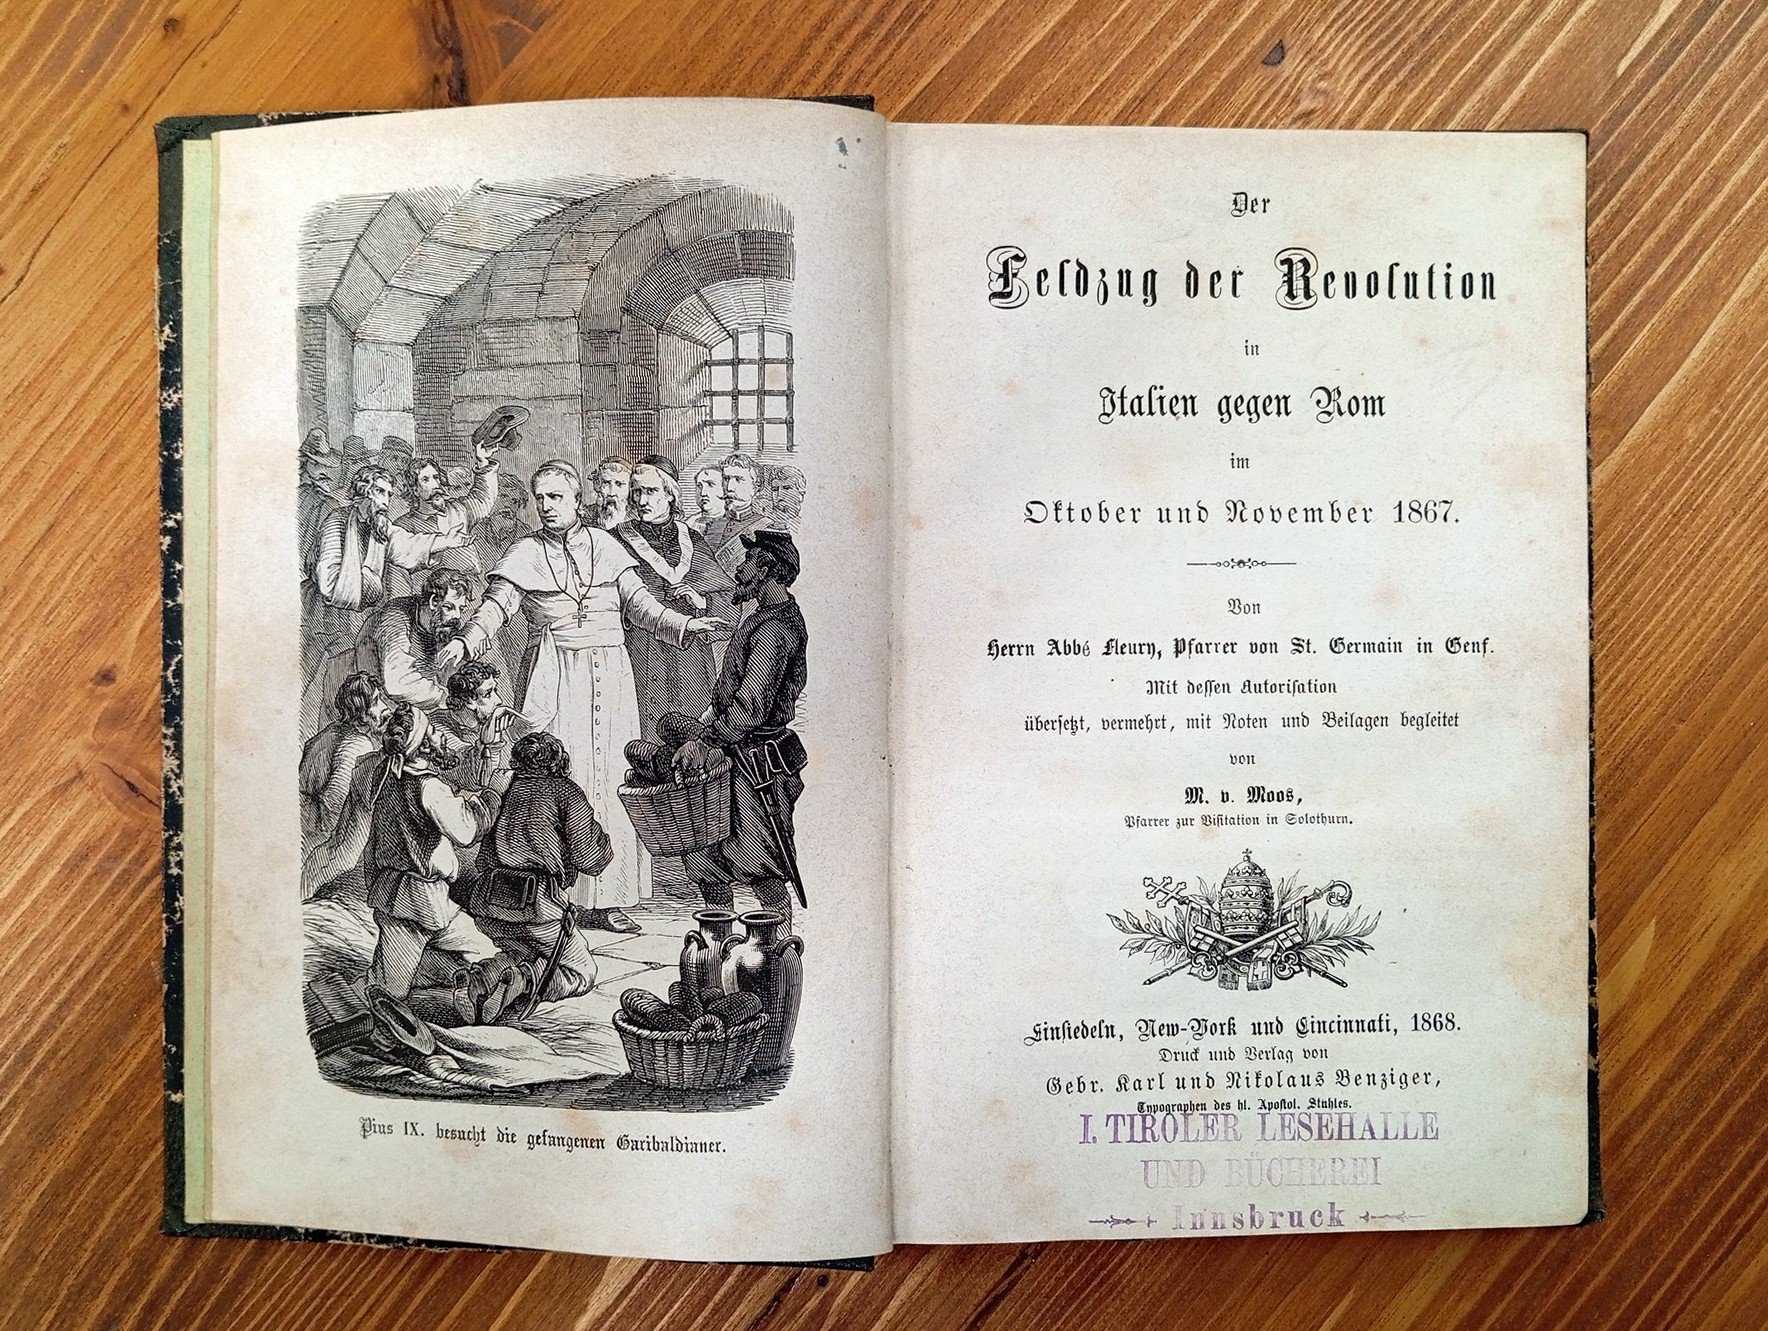 Pius IX. besucht die gefangenen Garibaldianer.
Der
Feldzug der Revolution
in
Italien gegen Rom
im
Oktober und November 1867.
Von
Herrn Abbé Fleury, Pfarrer von St. Germain in Genf.
Mit dessen Autorisation
übersetzt, vermehrt, mit Noten und Beilagen begleitet
von
M. v. Moos,
Pfarrer zur Visitation in Solothurn.
Einsiedeln, New-York und Cincinnati, 1868.
Druck und Verlag von
Gebr. Karl und Nikolaus Benziger,
Typographen des hl. Apostol. Stuhles.
I. TIROLER LESEHALLE
UND BÜCHEREI
Innsbruck